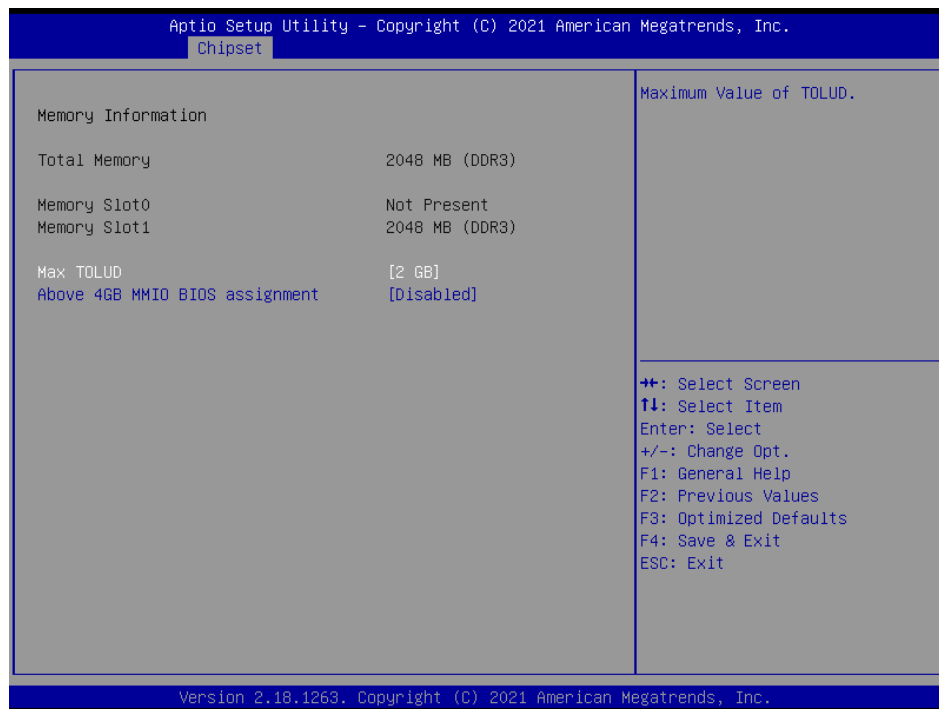 Aptio Setup Utility – Copyright (C) 2021 American Megatrends, Inc.
Chipset
Memory Information
Total Memory 2048 MB (DDR3)
Memory Slot0 Not Present
Memory Slot1 2048 MB (DDR3)
Max TOLUD [2 GB]
Above 4GB MMIO BIOS assignment [Disabled]
Maximum Value of TOLUD.
→←: Select Screen
↑↓: Select Item
Enter: Select
+/-: Change Opt.
F1: General Help
F2: Previous Values
F3: Optimized Defaults
F4: Save & Exit
ESC: Exit
Version 2.18.1263. Copyright (C) 2021 American Megatrends, Inc.